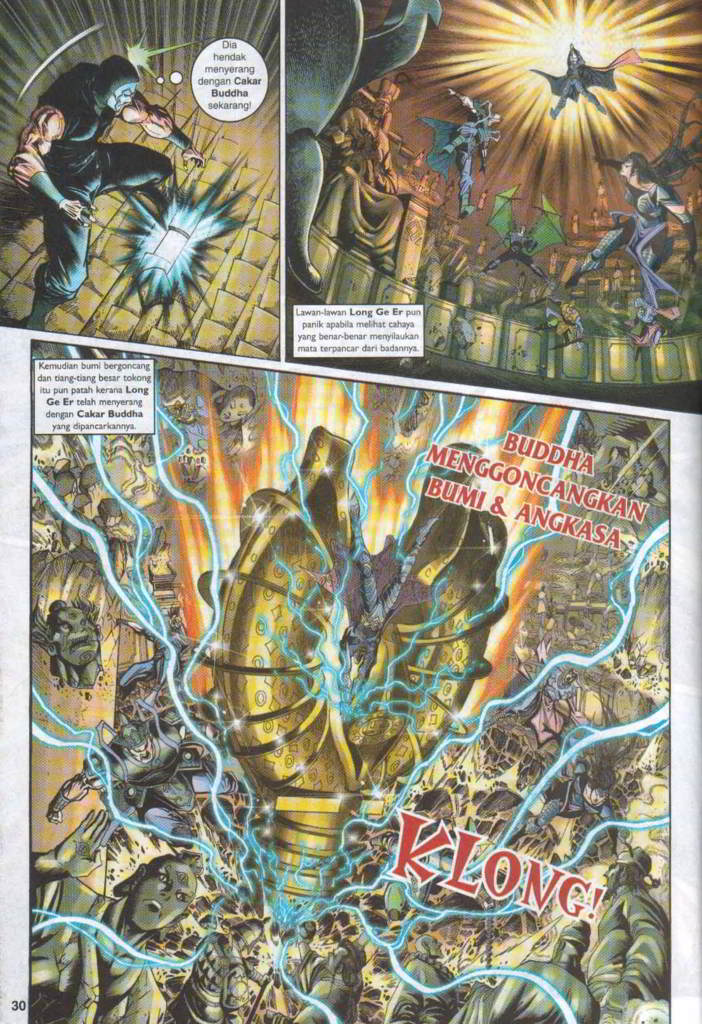 Dia
hendak
menyerang
dengan Cakar
Buddha
sekarang!
Lawan-lawan Long Ge Er pun
panik apabila melihat cahaya
yang benar-benar menyilaukan
mata terpancar dari badannya.
Kemudian bumi bergoncang
dan tiang-tiang besar tokong
itu pun patah kerana Long
Ge Er telah menyerang
dengan Cakar Buddha
yang dipancarkannya.
BUDDHA
MENGGONCANGKAN
BUMI & ANGKASA
KLONG!
30